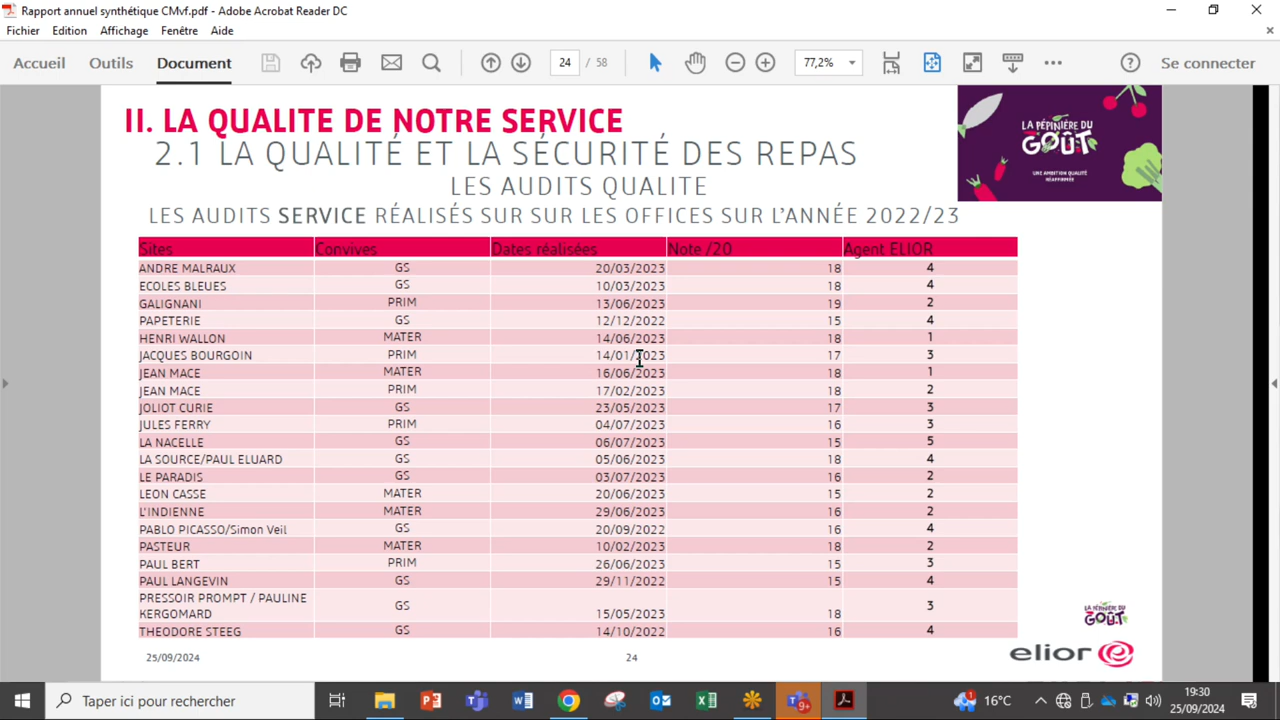 Rapport annuel synthétique CMvf.pdf - Adobe Acrobat Reader DC
Fichier Edition Affichage Fenêtre Aide
Accueil Outils Document 24 / 58 77,2% Se connecter
II. LA QUALITE DE NOTRE SERVICE
2.1 LA QUALITÉ ET LA SÉCURITÉ DES REPAS
LES AUDITS QUALITE
LES AUDITS SERVICE RÉALISÉS SUR SUR LES OFFICES SUR L'ANNÉE 2022/23
LA PÉPINIÈRE DU
GOÛT
UNE AMBITION QUALITÉ
RÉAFFIRMÉE
Sites Convives Dates réalisées Note /20 Agent ELIOR
ANDRE MALRAUX GS 20/03/2023 18 4
ECOLES BLEUES GS 10/03/2023 18 4
GALIGNANI PRIM 13/06/2023 19 2
PAPETERIE GS 12/12/2022 15 4
HENRI WALLON MATER 14/06/2023 18 1
JACQUES BOURGOIN PRIM 14/01/2023 17 3
JEAN MACE MATER 16/06/2023 18 1
JEAN MACE PRIM 17/02/2023 18 2
JOLIOT CURIE GS 23/05/2023 17 3
JULES FERRY PRIM 04/07/2023 16 3
LA NACELLE GS 06/07/2023 15 5
LA SOURCE/PAUL ELUARD GS 05/06/2023 18 4
LE PARADIS GS 03/07/2023 16 2
LEON CASSE MATER 20/06/2023 15 2
L'INDIENNE MATER 29/06/2023 16 2
PABLO PICASSO/Simon Veil GS 20/09/2022 16 4
PASTEUR MATER 10/02/2023 18 2
PAUL BERT PRIM 26/06/2023 15 3
PAUL LANGEVIN GS 29/11/2022 15 4
PRESSOIR PROMPT / PAULINE
KERGOMARD GS 15/05/2023 18 3
THEODORE STEEG GS 14/10/2022 16 4
LA PÉPINIÈRE DU
GOÛT
25/09/2024 24 elior
Taper ici pour rechercher 9+ 16°C 19:30
25/09/2024